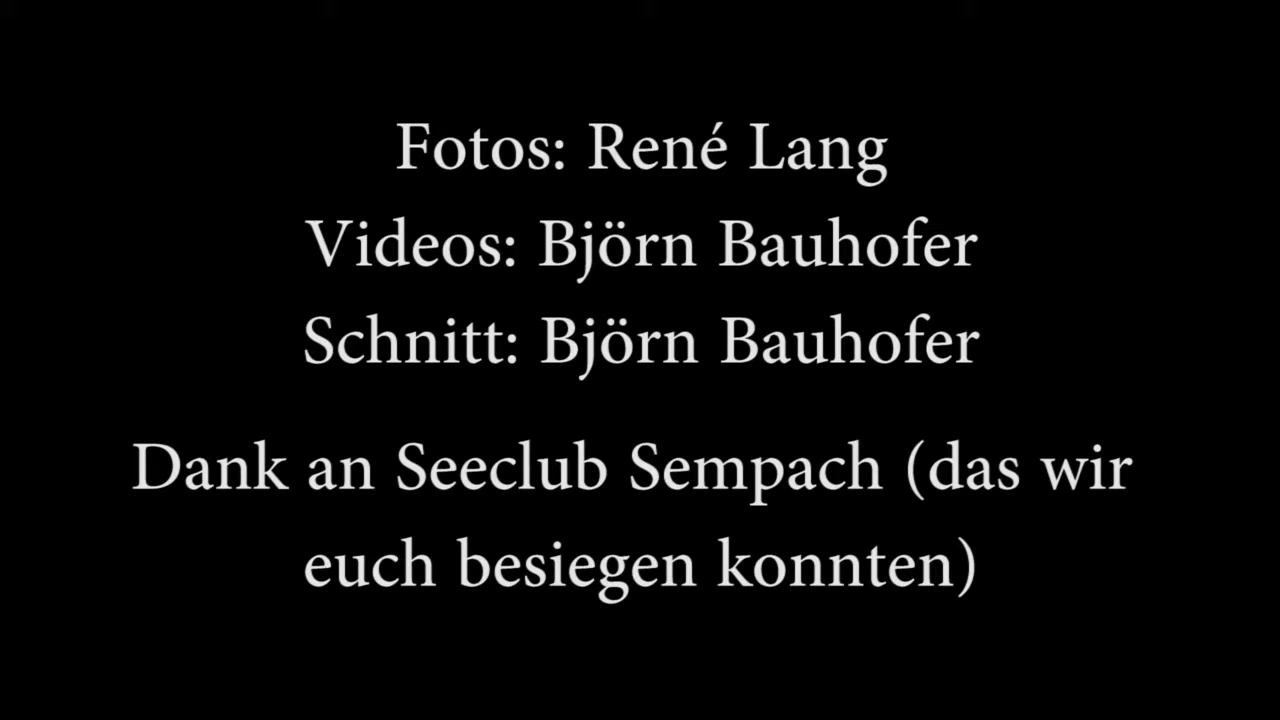 Fotos: René Lang
Videos: Björn Bauhofer
Schnitt: Björn Bauhofer
Dank an Seeclub Sempach (das wir
euch besiegen konnten)